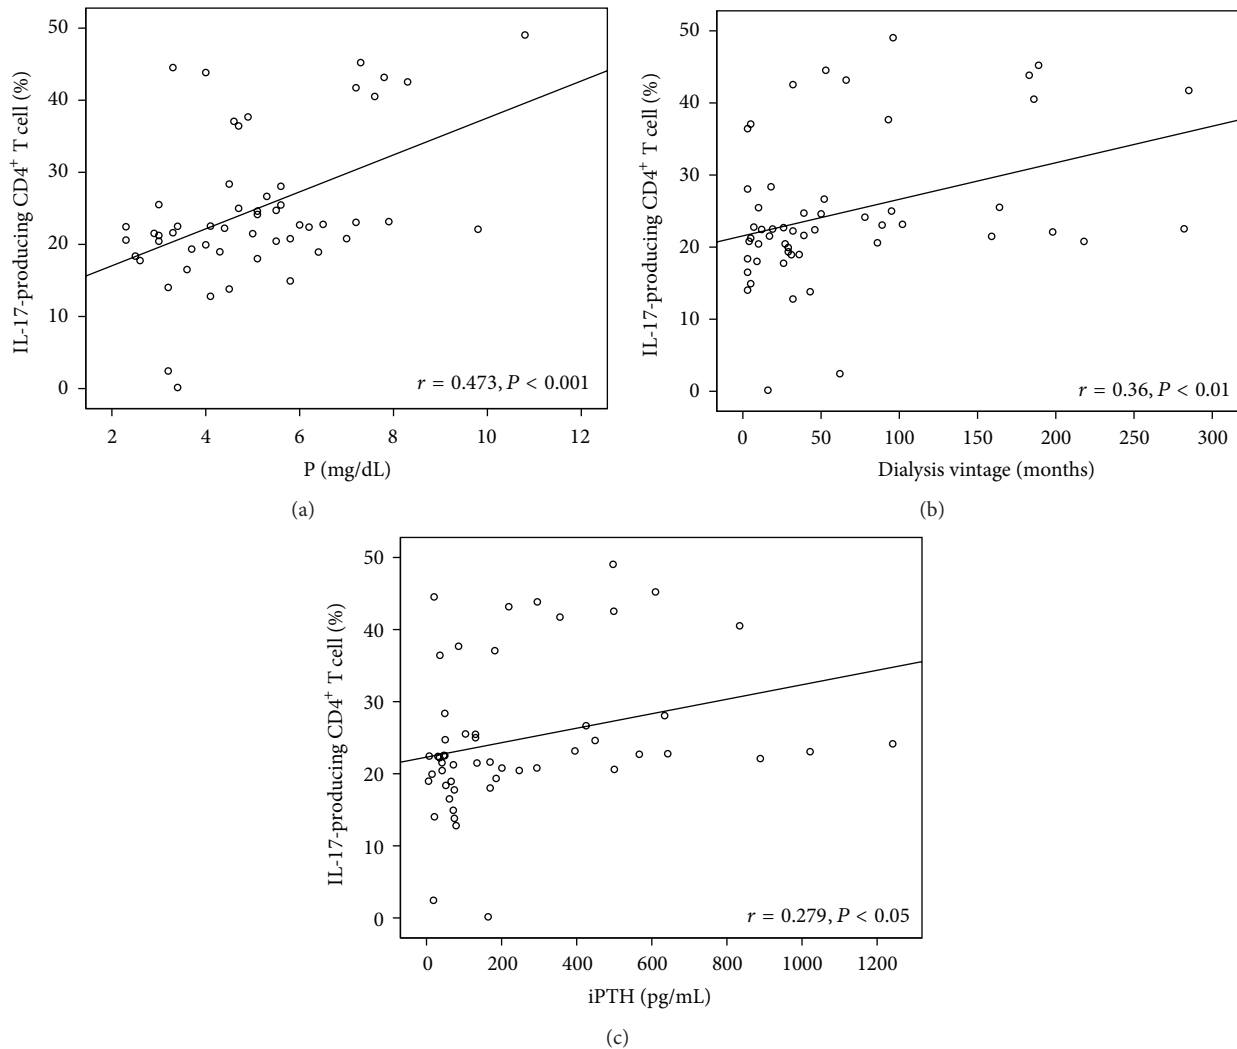 50
40
30
20
10
0
IL-17-producing CD4⁺ T cell (%)
r = 0.473, P < 0.001
2 4 6 8 10 12
P (mg/dL)
(a)
50
40
30
20
10
0
IL-17-producing CD4⁺ T cell (%)
r = 0.36, P < 0.01
0 50 100 150 200 250 300
Dialysis vintage (months)
(b)
50
40
30
20
10
0
IL-17-producing CD4⁺ T cell (%)
r = 0.279, P < 0.05
0 200 400 600 800 1000 1200
iPTH (pg/mL)
(c)